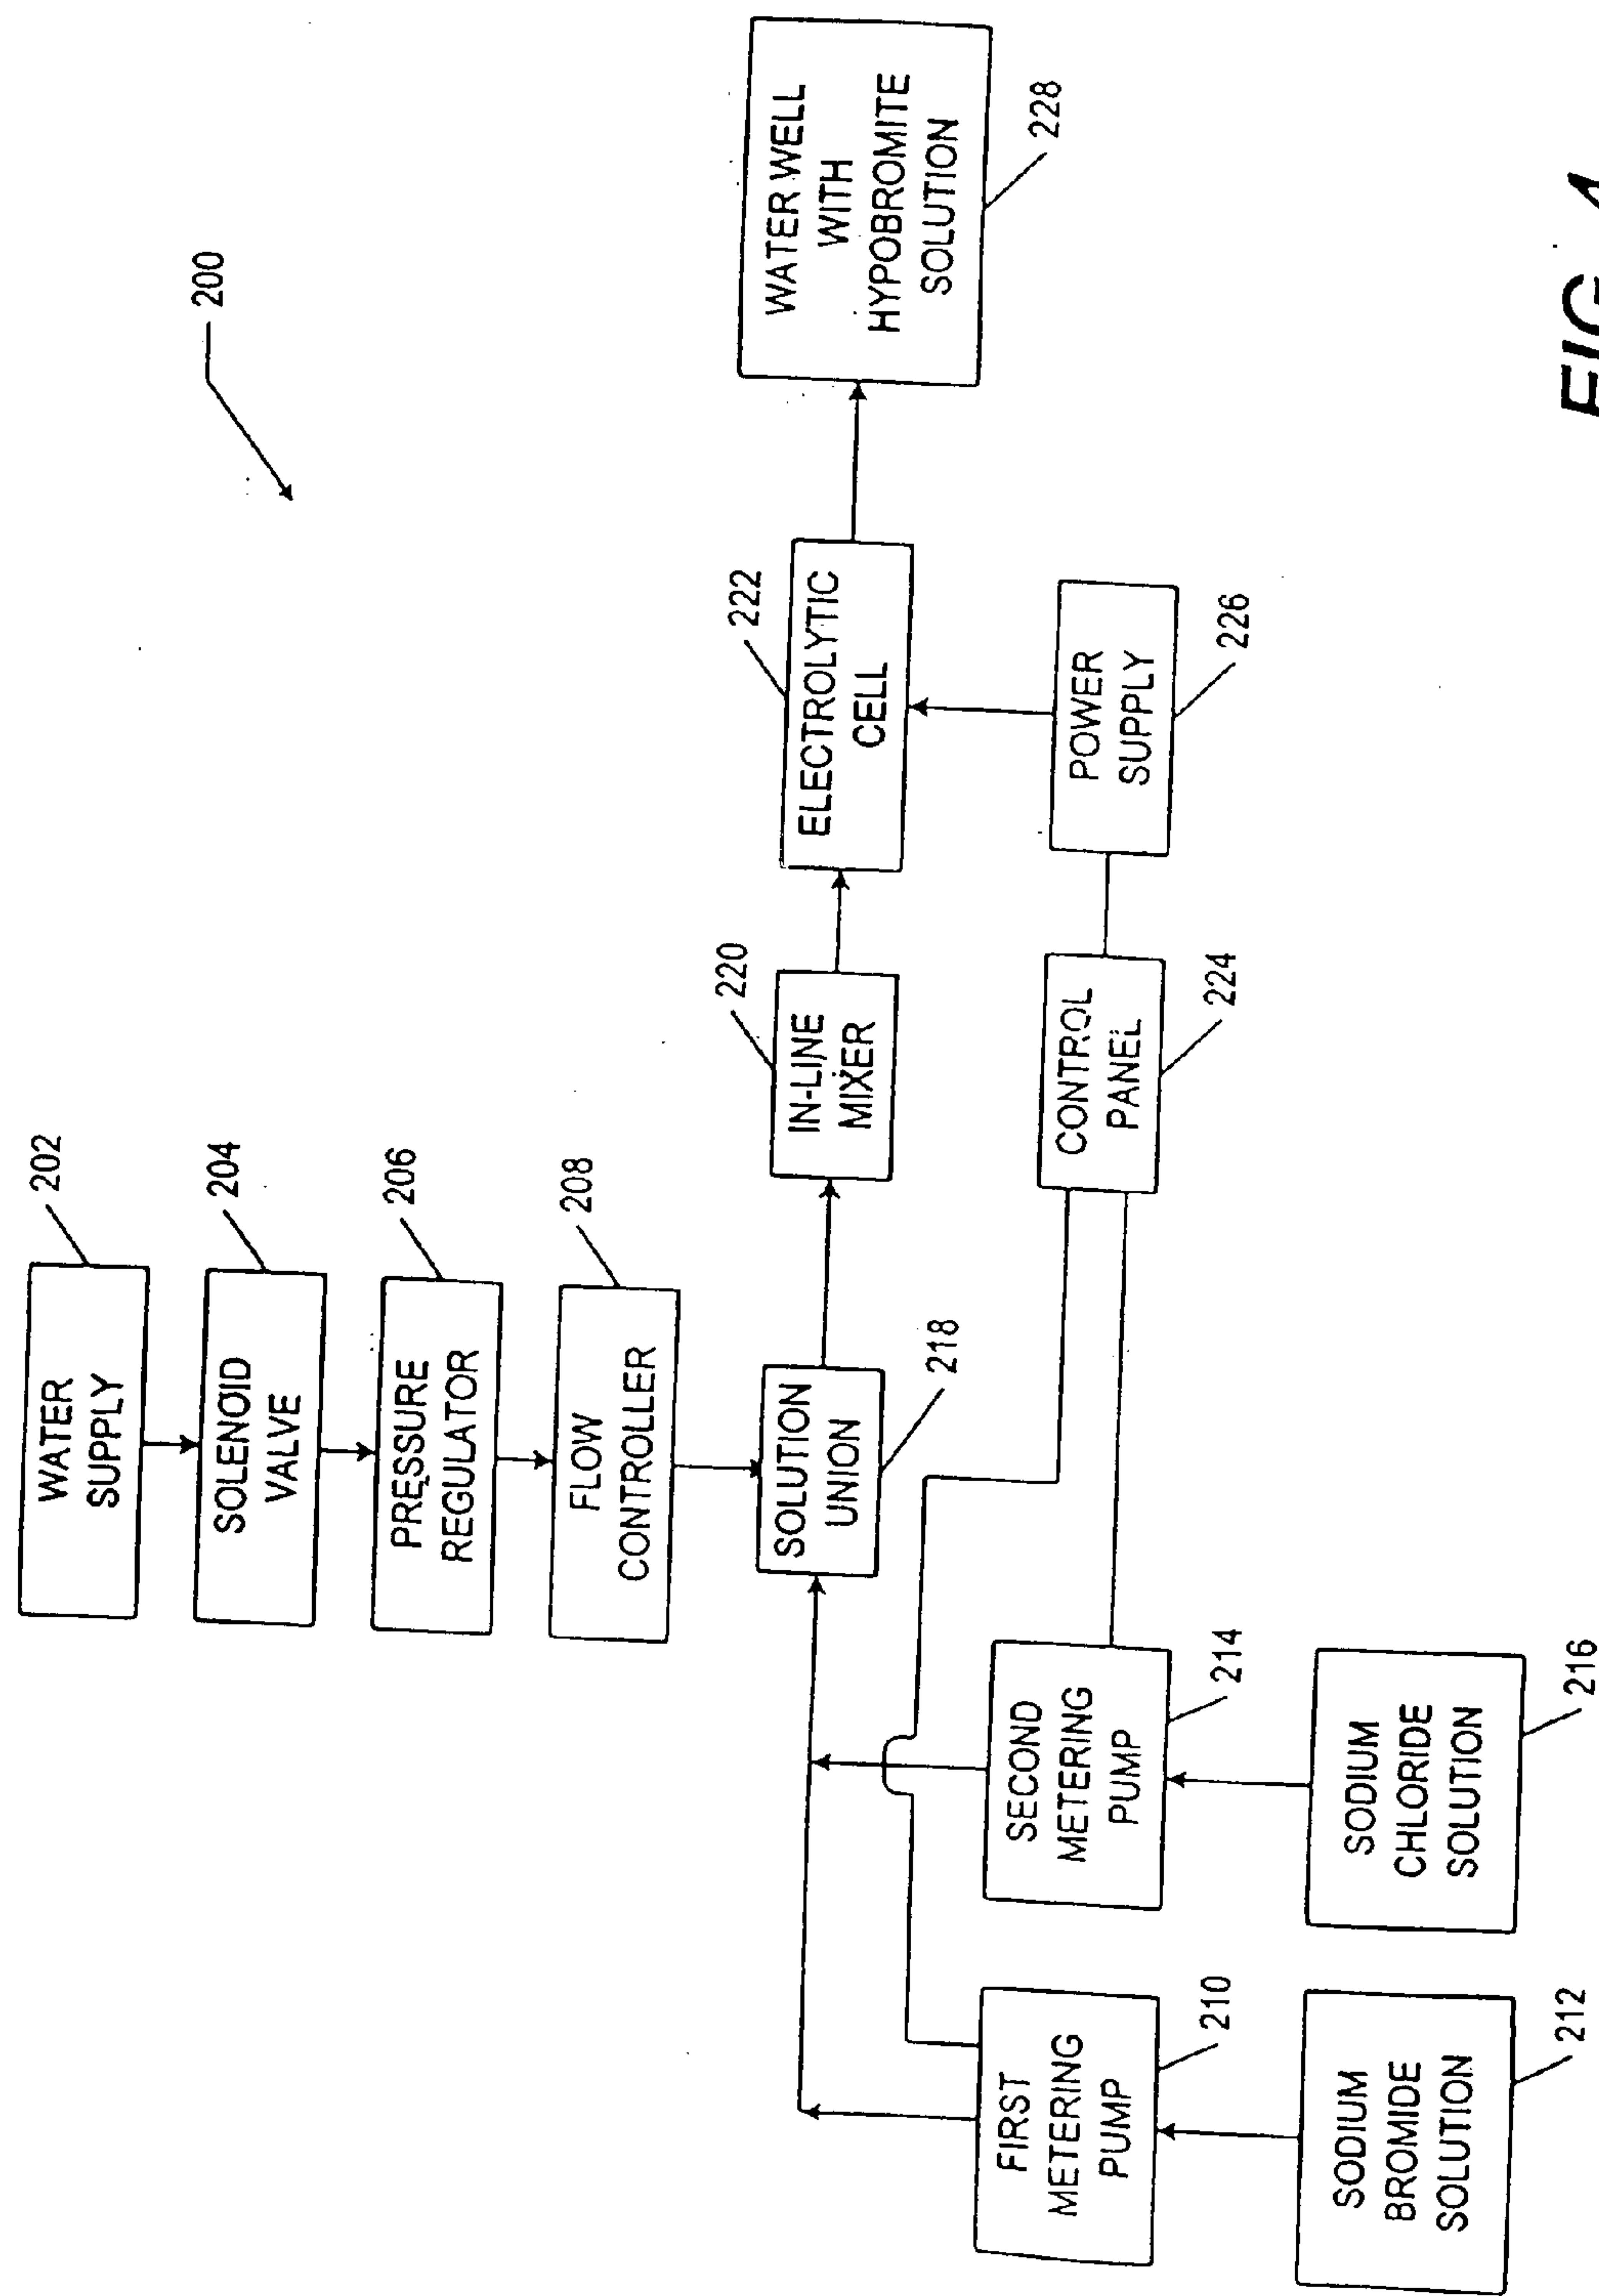 200
WATER
SUPPLY
202
SOLENOID
VALVE
204
PRESSURE
REGULATOR
206
FLOW
CONTROLLER
208
SOLUTION
UNION
218
IN-LINE
MIXER
220
ELECTROLYTIC
CELL
222
WATER WELL
WITH
HYPOBROMITE
SOLUTION
228
FIRST
METERING
PUMP
210
SECOND
METERING
PUMP
214
CONTROL
PANEL
224
POWER
SUPPLY
226
SODIUM
BROMIDE
SOLUTION
212
SODIUM
CHLORIDE
SOLUTION
216
FIG. 4